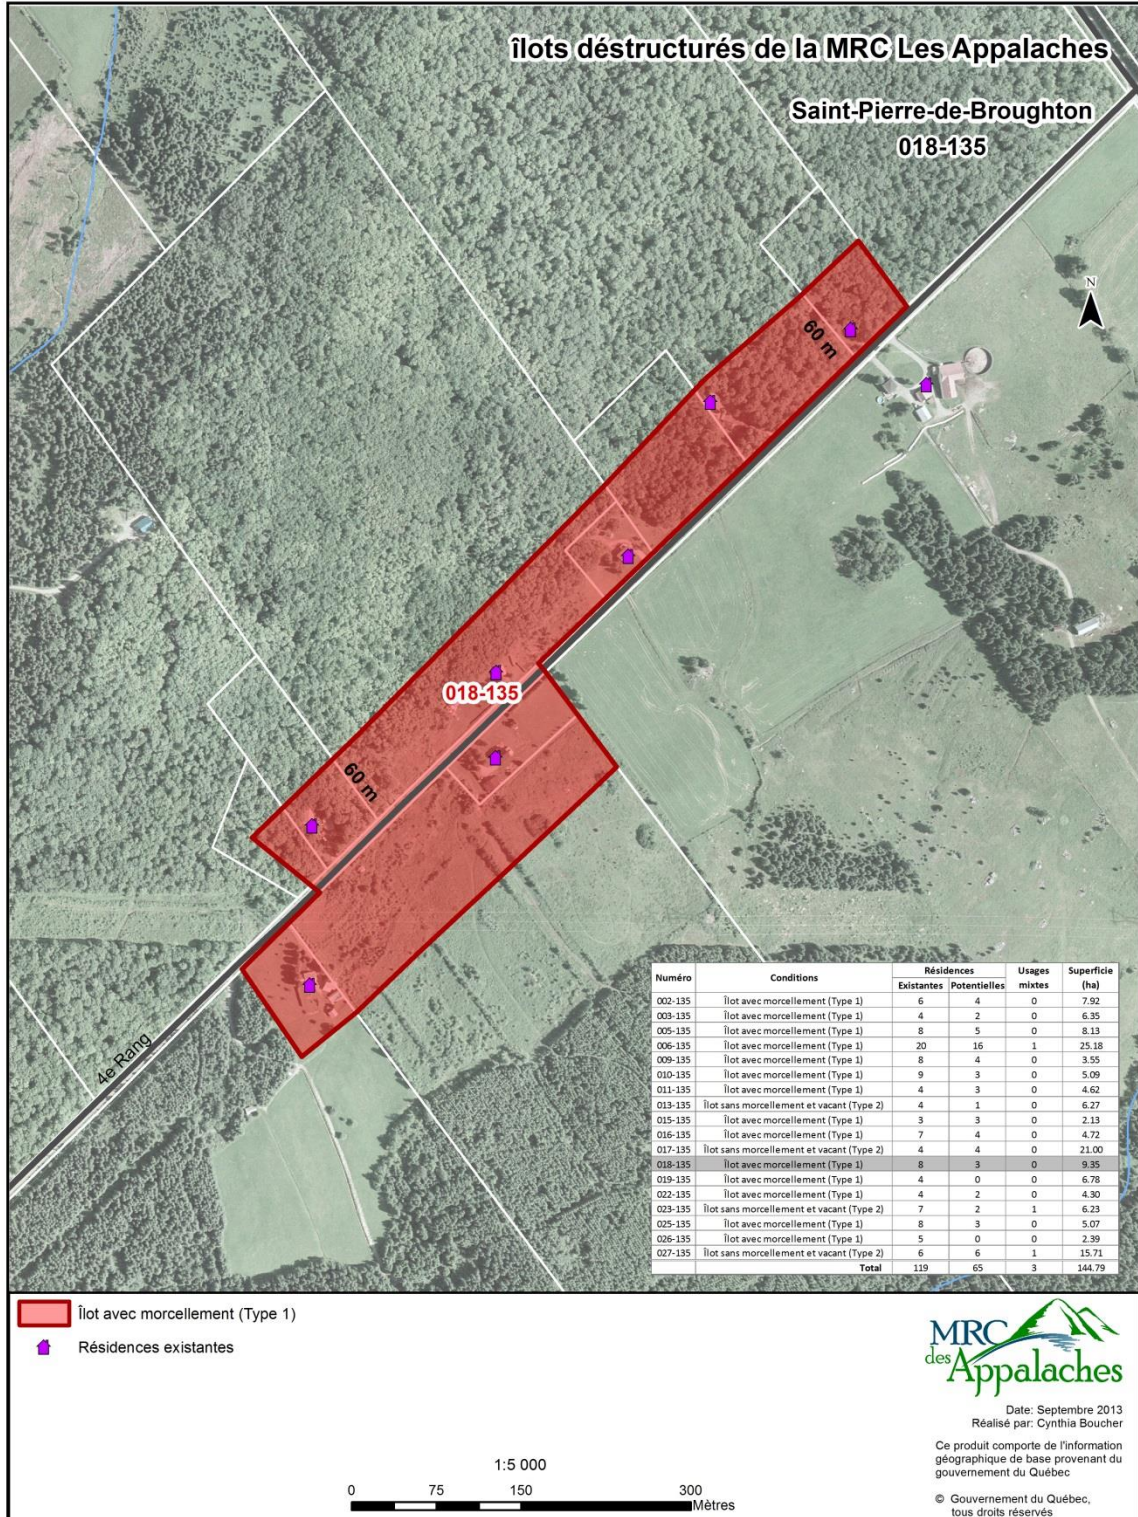 îlots déstructurés de la MRC Les Appalaches
Saint-Pierre-de-Broughton
018-135
N
60 m
018-135
60 m
4e Rang
Numéro Conditions Résidences Usages mixtes Superficie (ha)
Existantes Potentielles
002-135 Îlot avec morcellement (Type 1) 6 4 0 7.92
003-135 Îlot avec morcellement (Type 1) 4 2 0 6.35
005-135 Îlot avec morcellement (Type 1) 8 5 0 8.13
006-135 Îlot avec morcellement (Type 1) 20 16 1 25.18
009-135 Îlot avec morcellement (Type 1) 8 4 0 3.55
010-135 Îlot avec morcellement (Type 1) 9 3 0 5.09
011-135 Îlot avec morcellement (Type 1) 4 3 0 4.62
013-135 Îlot sans morcellement et vacant (Type 2) 4 1 0 6.27
015-135 Îlot avec morcellement (Type 1) 3 3 0 2.13
016-135 Îlot avec morcellement (Type 1) 7 4 0 4.72
017-135 Îlot sans morcellement et vacant (Type 2) 4 4 0 21.00
018-135 Îlot avec morcellement (Type 1) 8 3 0 9.35
019-135 Îlot avec morcellement (Type 1) 4 0 0 6.78
022-135 Îlot avec morcellement (Type 1) 4 2 0 4.30
023-135 Îlot sans morcellement et vacant (Type 2) 7 2 1 6.23
025-135 Îlot avec morcellement (Type 1) 8 3 0 5.07
026-135 Îlot avec morcellement (Type 1) 5 0 0 2.39
027-135 Îlot sans morcellement et vacant (Type 2) 6 6 1 15.71
Total 119 65 3 144.79
Îlot avec morcellement (Type 1)
Résidences existantes
1:5 000
0 75 150 300
Mètres
MRC
des Appalaches
Date: Septembre 2013
Réalisé par: Cynthia Boucher
Ce produit comporte de l'information
géographique de base provenant du
gouvernement du Québec
© Gouvernement du Québec,
tous droits réservés